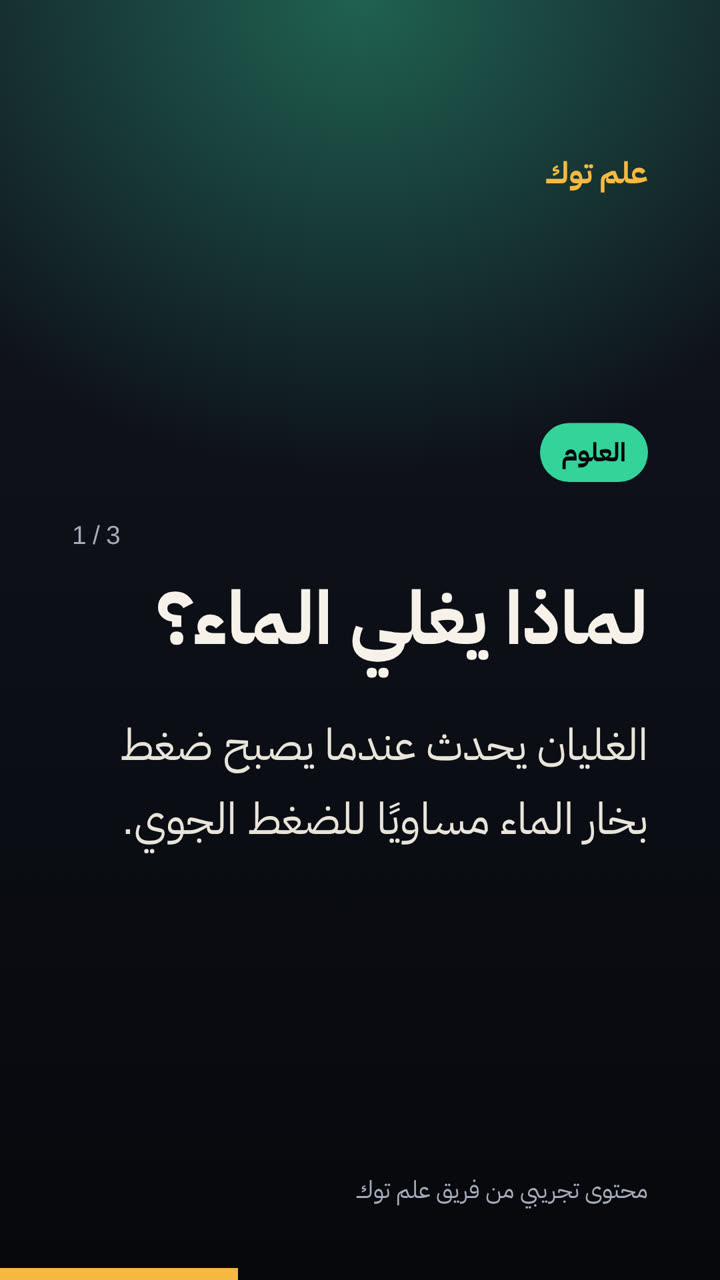 علم توك
العلوم
1 / 3
لماذا يغلي الماء؟
الغليان يحدث عندما يصبح ضغط
بخار الماء مساويًا للضغط الجوي.
محتوى تجريبي من فريق علم توك